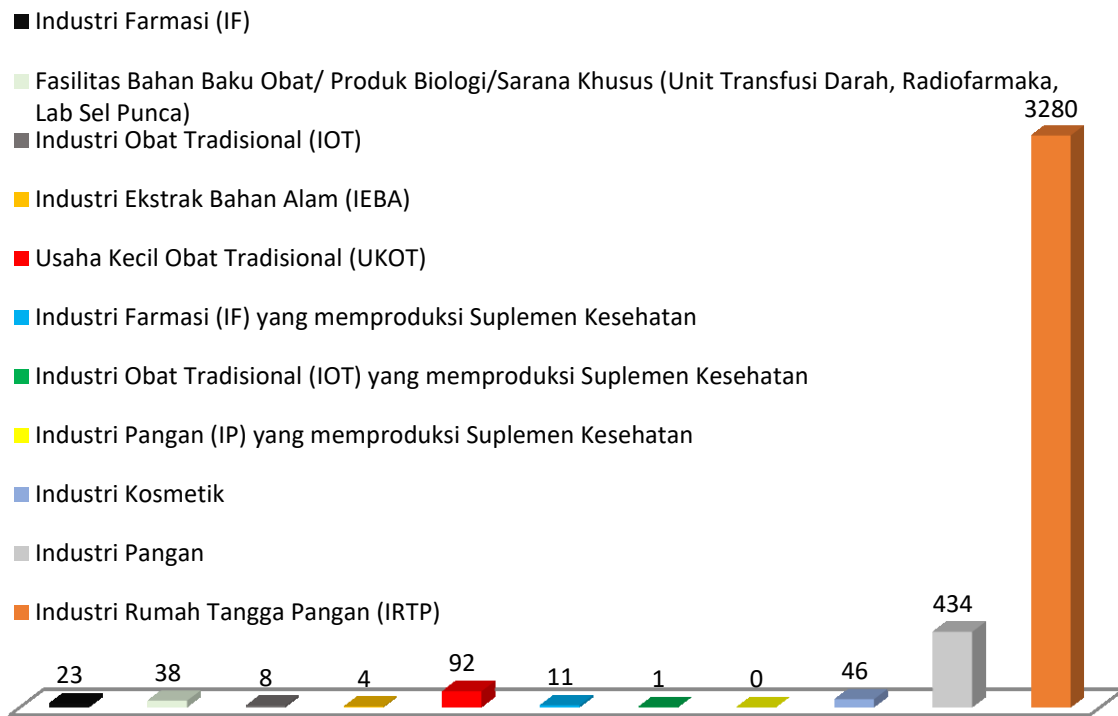 Industri Farmasi (IF)
Fasilitas Bahan Baku Obat/ Produk Biologi/Sarana Khusus (Unit Transfusi Darah, Radiofarmaka,
Lab Sel Punca)
Industri Obat Tradisional (IOT)
Industri Ekstrak Bahan Alam (IEBA)
Usaha Kecil Obat Tradisional (UKOT)
Industri Farmasi (IF) yang memproduksi Suplemen Kesehatan
Industri Obat Tradisional (IOT) yang memproduksi Suplemen Kesehatan
Industri Pangan (IP) yang memproduksi Suplemen Kesehatan
Industri Kosmetik
Industri Pangan
Industri Rumah Tangga Pangan (IRTP)
23
38
8
4
92
11
1
0
46
434
3280